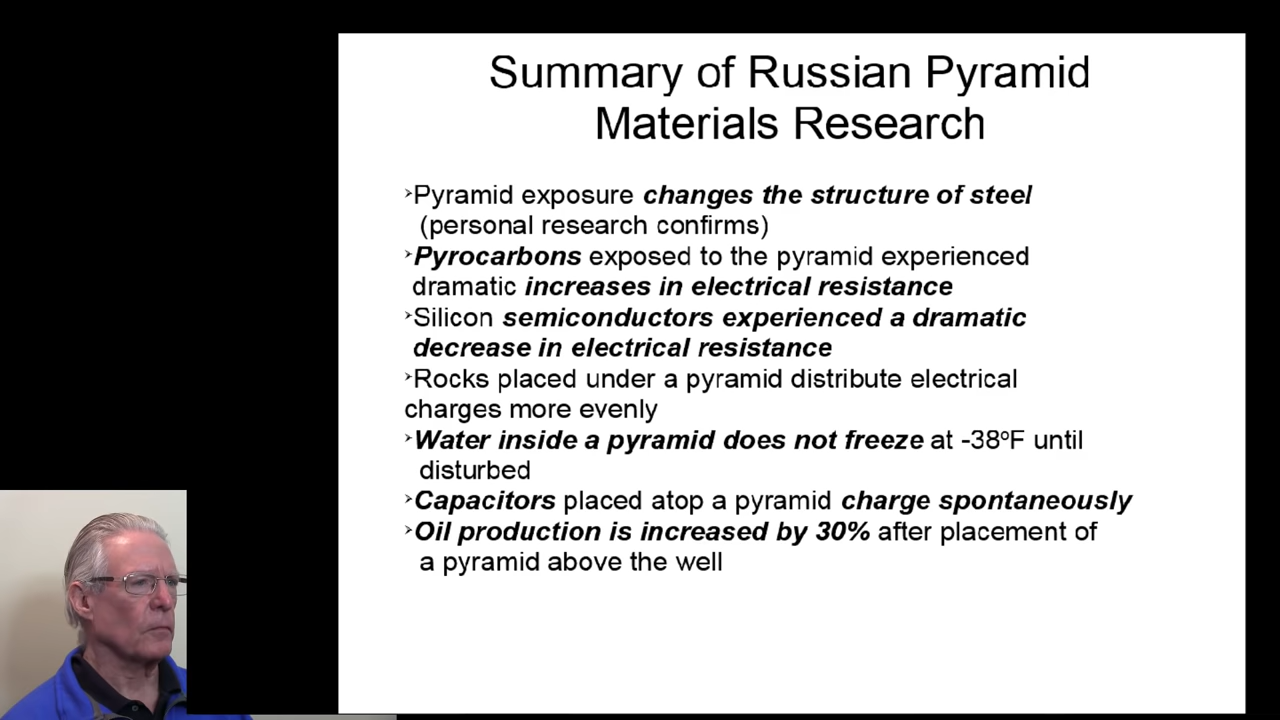 Summary of Russian Pyramid
Materials Research
➢Pyramid exposure changes the structure of steel
(personal research confirms)
➢Pyrocarbons exposed to the pyramid experienced
dramatic increases in electrical resistance
➢Silicon semiconductors experienced a dramatic
decrease in electrical resistance
➢Rocks placed under a pyramid distribute electrical
charges more evenly
➢Water inside a pyramid does not freeze at -38ºF until
disturbed
➢Capacitors placed atop a pyramid charge spontaneously
➢Oil production is increased by 30% after placement of
a pyramid above the well